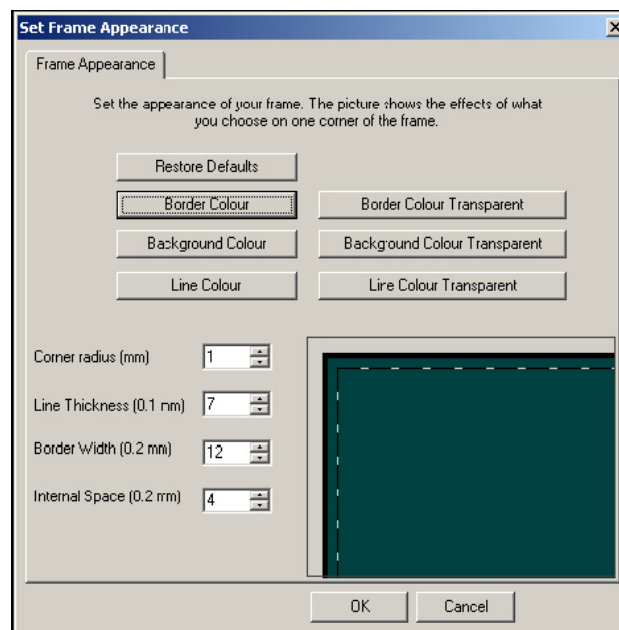 Set Frame Appearance
Frame Appearance
Set the appearance of your frame. The picture shows the effects of what
you choose on one corner of the frame.
Restore Defaults
Border Colour
Border Colour Transparent
Background Colour
Background Colour Transparent
Line Colour
Line Colour Transparent
Corner radius (mm)
1
Line Thickness (0.1 mm)
7
Border Width (0.2 mm)
12
Internal Space (0.2 mm)
4
OK
Cancel